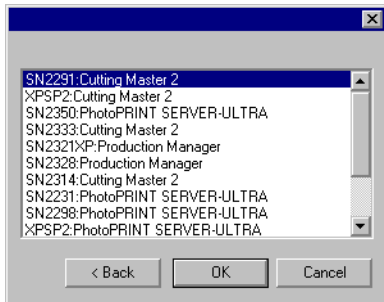 SN2291:Cutting Master 2
XPSP2:Cutting Master 2
SN2350:PhotoPRINT SERVER-ULTRA
SN2333:Cutting Master 2
SN2321XP:Production Manager
SN2328:Production Manager
SN2314:Cutting Master 2
SN2231:PhotoPRINT SERVER-ULTRA
SN2298:PhotoPRINT SERVER-ULTRA
XPSP2:PhotoPRINT SERVER-ULTRA
< Back OK Cancel